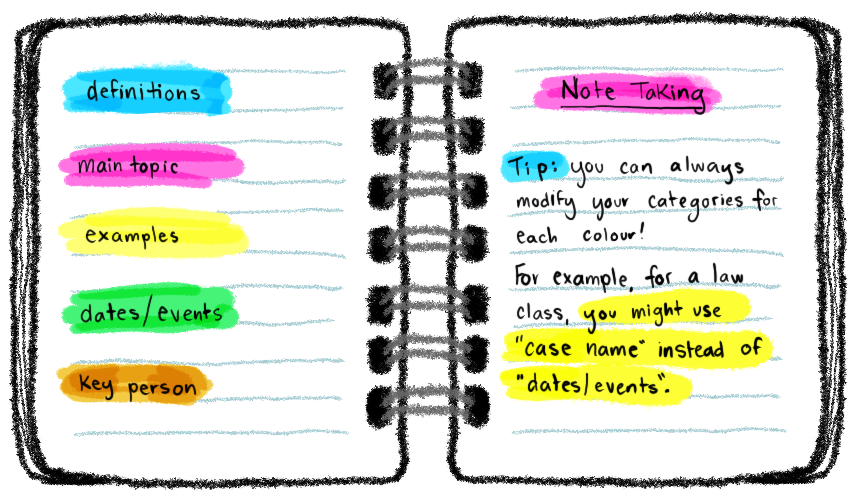 definitions
main topic
examples
dates/events
Key person
Note Taking
Tip: you can always
modify your categories for
each colour!
For example, for a law
class, you might use
"case name" instead of
"dates/events".